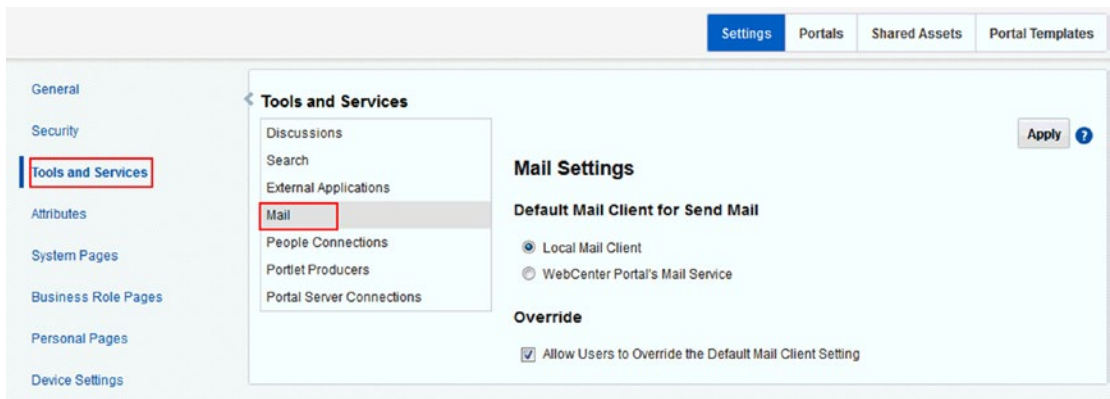 Settings
Portals
Shared Assets
Portal Templates
General
Security
Tools and Services
Attributes
System Pages
Business Role Pages
Personal Pages
Device Settings
Tools and Services
Discussions
Search
External Applications
Mail
People Connections
Portlet Producers
Portal Server Connections
Apply ?
Mail Settings
Default Mail Client for Send Mail
Local Mail Client
WebCenter Portal's Mail Service
Override
Allow Users to Override the Default Mail Client Setting